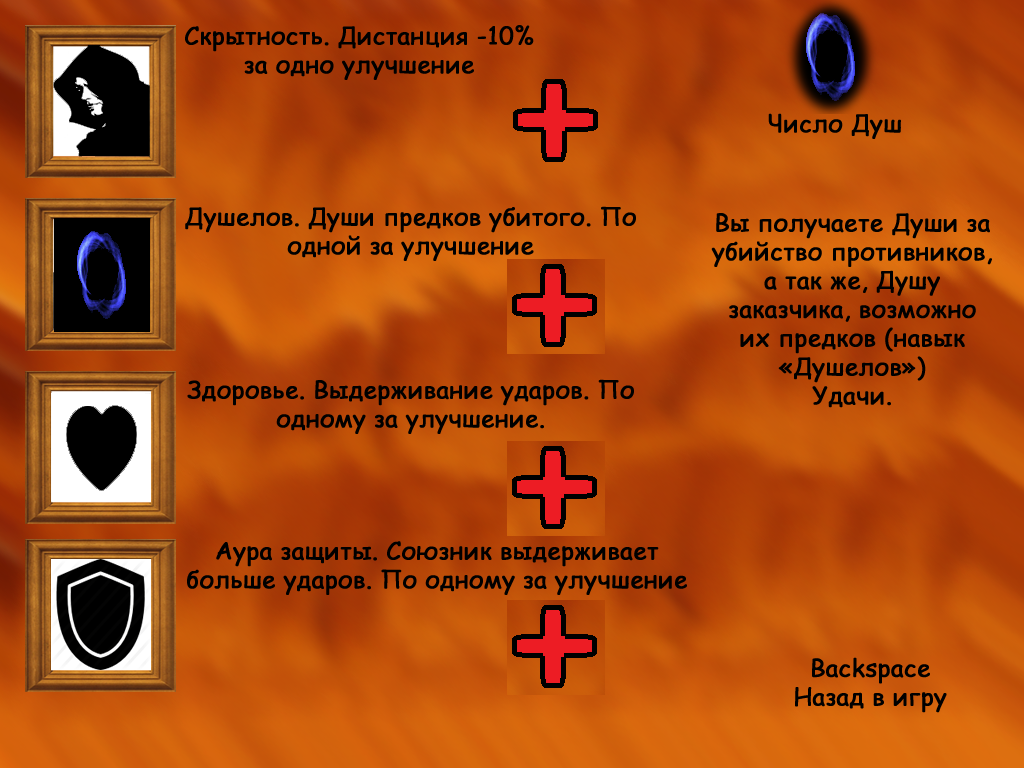 Скрытность. Дистанция -10%
за одно улучшение
Число Душ
Душелов. Души предков убитого. По
одной за улучшение
Вы получаете Души за
убийство противников,
а так же, Душу
заказчика, возможно
их предков (навык
«Душелов»)
Удачи.
Здоровье. Выдерживание ударов. По
одному за улучшение.
Аура защиты. Союзник выдерживает
больше ударов. По одному за улучшение
Backspace
Назад в игру